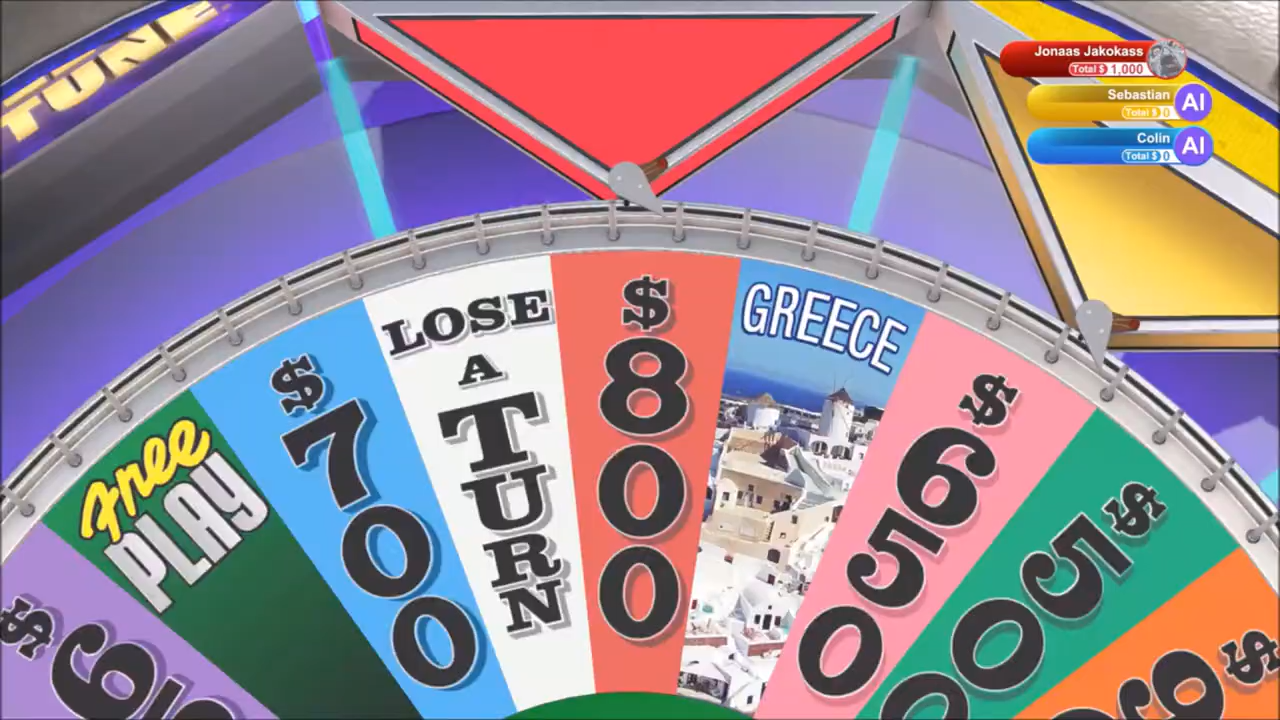 TUNE
Jonaas Jakokass
Total $ 1,000
Sebastian
Total $ 0
AI
Colin
Total $ 0
AI
Free
PLAY
$700
LOSE
A
TURN
$800
GREECE
$650
$500